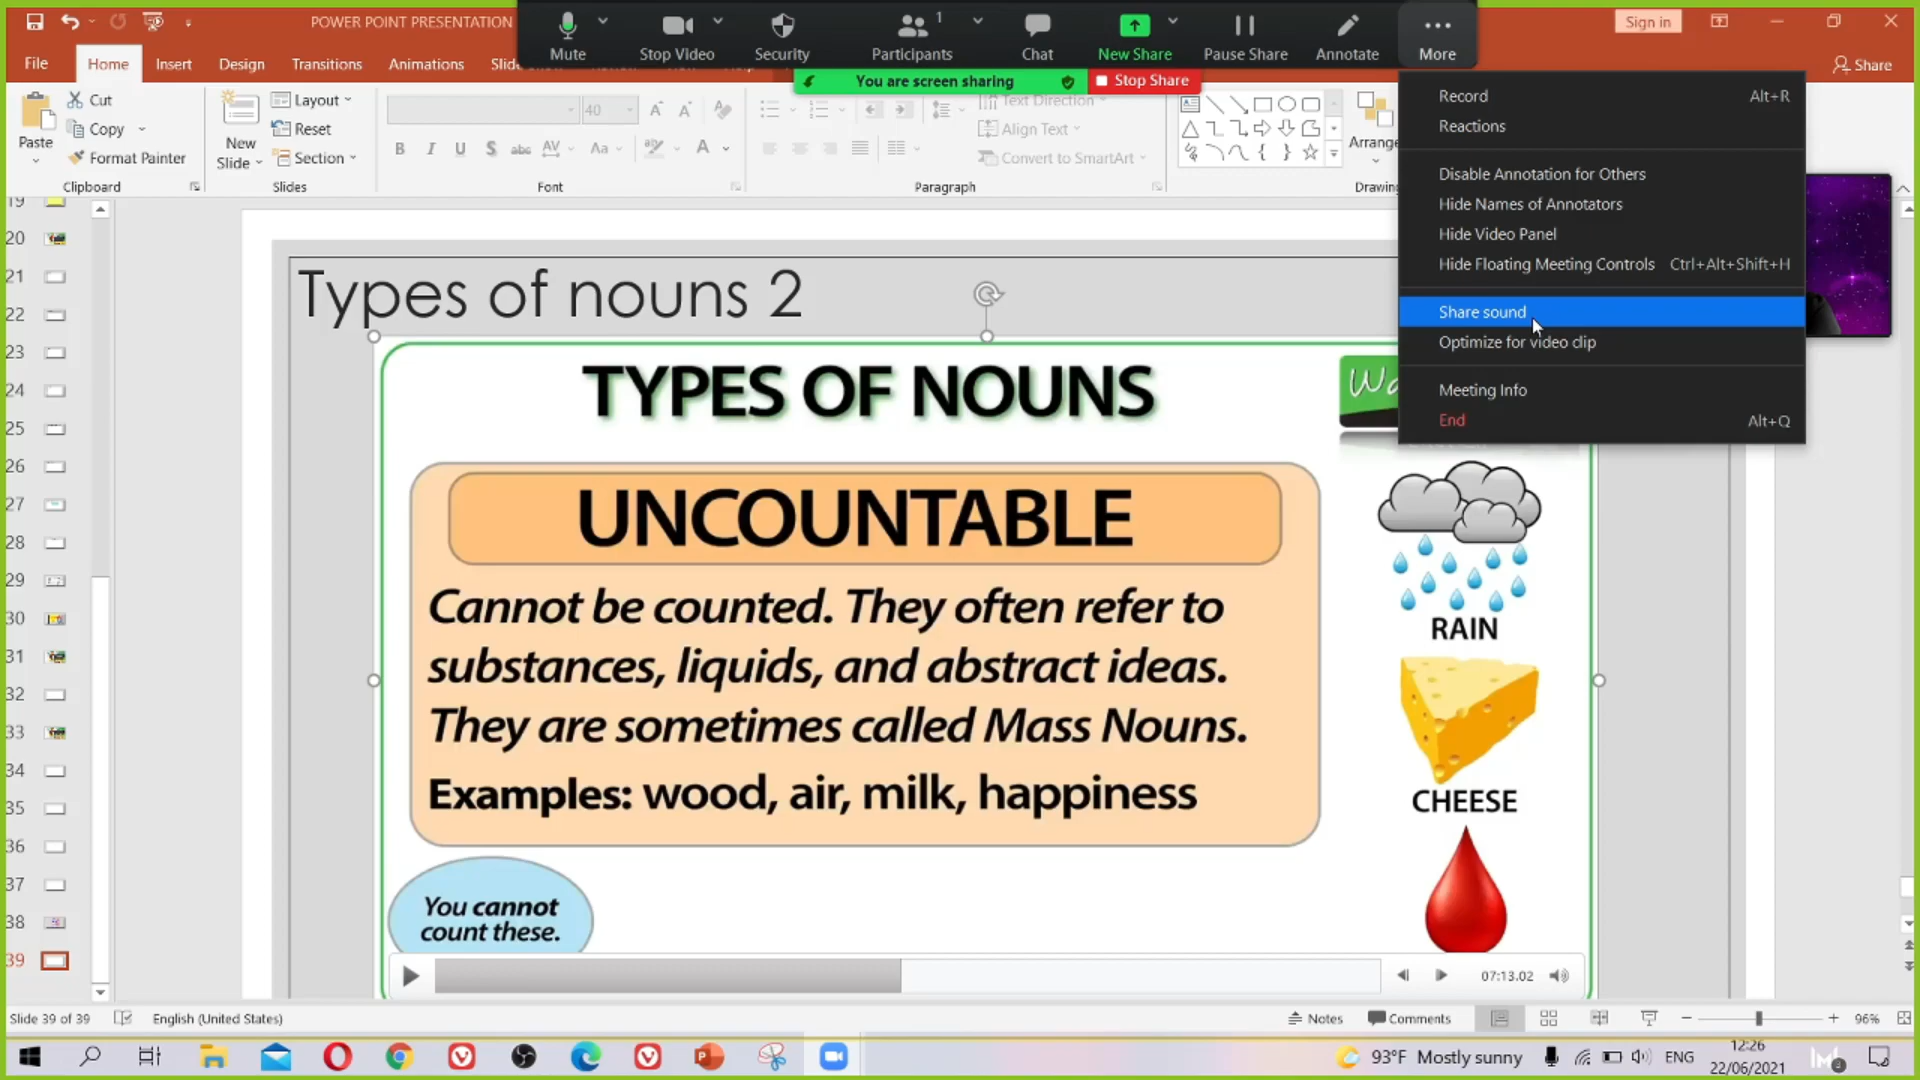 POWER POINT PRESENTATION
Sign in
Mute
Stop Video
Security
Participants
1
Chat
New Share
Pause Share
Annotate
More
You are screen sharing
Stop Share
File
Home
Insert
Design
Transitions
Animations
Share
Paste
Cut
Copy
Format Painter
Clipboard
New
Slide
Layout
Reset
Section
Slides
40
Aa
Font
Text Direction
Align Text
Convert to SmartArt
Paragraph
Arrange
Record Alt+R
Reactions
Disable Annotation for Others
Hide Names of Annotators
Hide Video Panel
Hide Floating Meeting Controls Ctrl+Alt+Shift+H
Share sound
Optimize for video clip
Meeting Info
End Alt+Q
19
20
21
22
23
24
25
26
27
28
29
30
31
32
33
34
35
36
37
38
39
Types of nouns 2
TYPES OF NOUNS
UNCOUNTABLE
Cannot be counted. They often refer to
substances, liquids, and abstract ideas.
They are sometimes called Mass Nouns.
Examples: wood, air, milk, happiness
RAIN
CHEESE
You cannot
count these.
07:13.02
Slide 39 of 39
English (United States)
Notes
Comments
96%
93°F Mostly sunny
ENG
12:26
22/06/2021